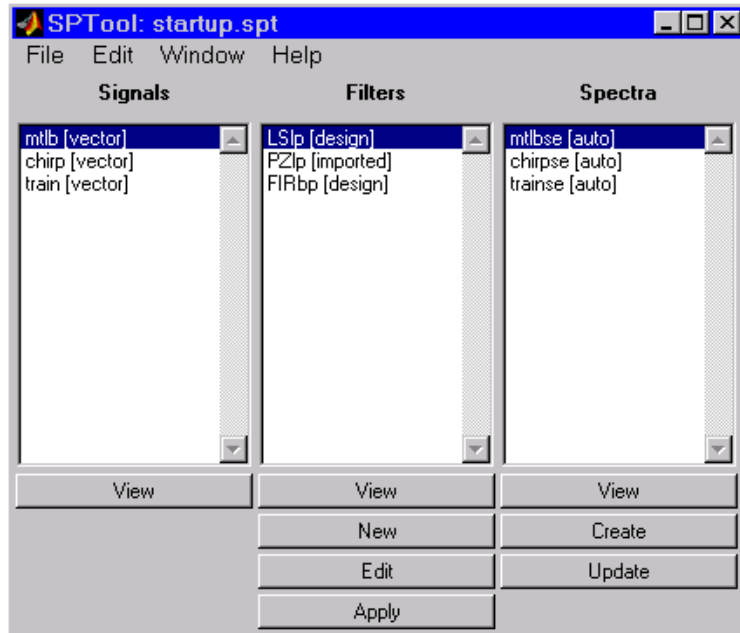 SPTool: startup.spt
File Edit Window Help
Signals Filters Spectra
mtlb [vector] LSlp [design] mtlbse [auto]
chirp [vector] PZlp [imported] chirpse [auto]
train [vector] FIRbp [design] trainse [auto]
View View View
New Create
Edit Update
Apply